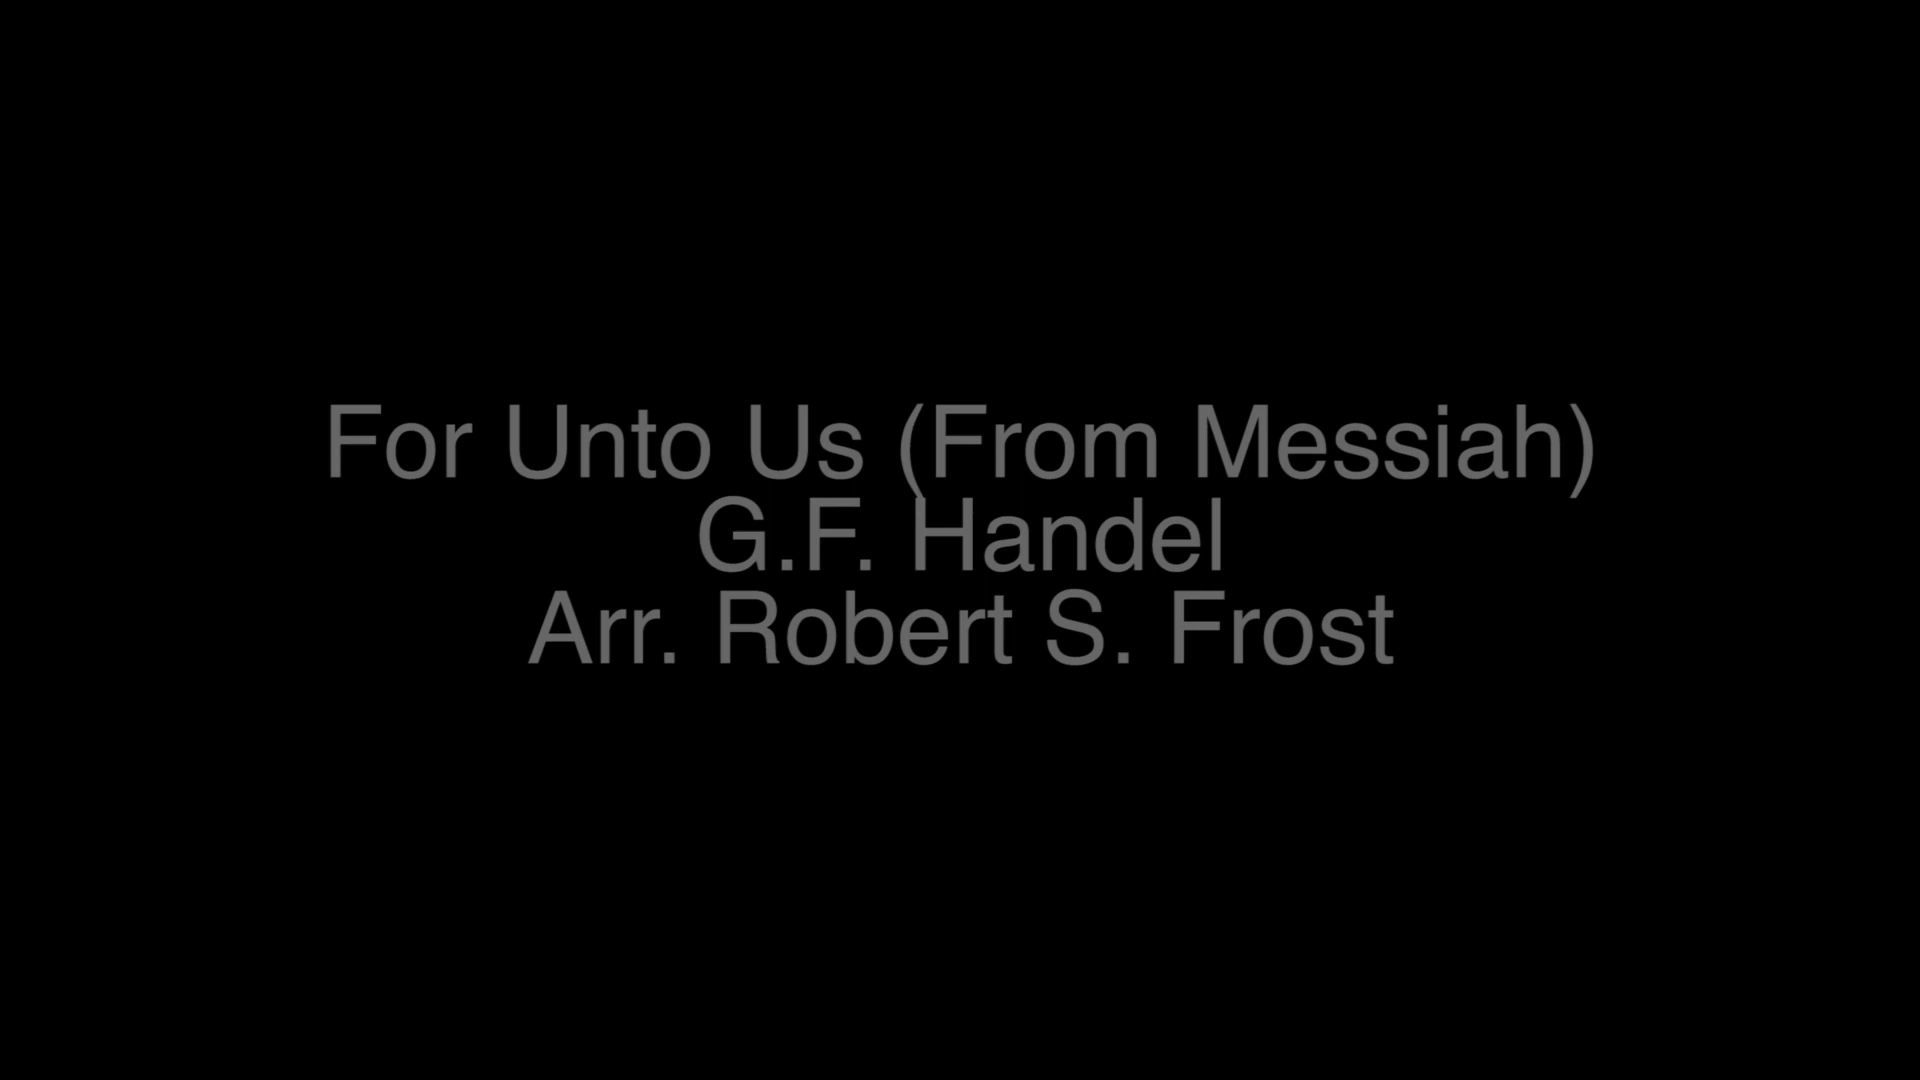 For Unto Us (From Messiah)
G.F. Handel
Arr. Robert S. Frost